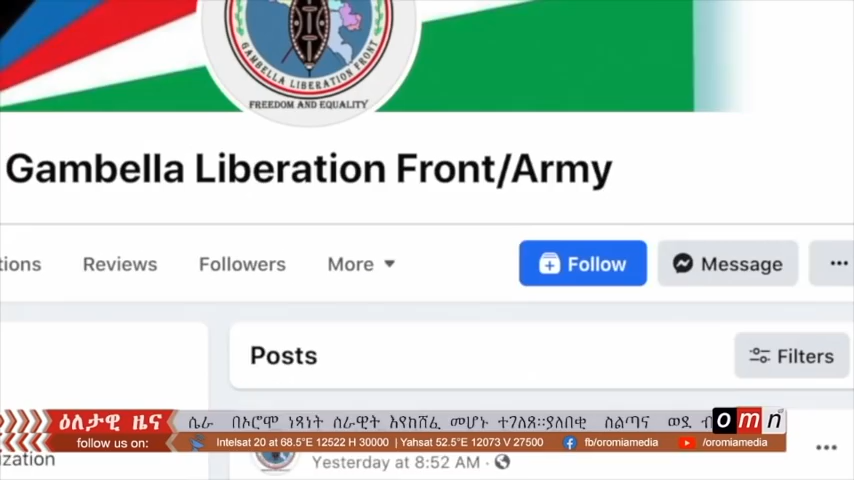 GAMBELLA LIBERATION FRONT
FREEDOM AND EQUALITY
Gambella Liberation Front/Army
tions Reviews Followers More
Follow Message
Posts
Filters
ዕለታዊ ዜና
ሴራ በኦሮሞ ነጻነት ሰራዊት እየከሸፈ መሆኑ ተገለጸ።ያለበቂ ስልጣና ወደ ብ
omn
follow us on:
Intelsat 20 at 68.5°E 12522 H 30000 | Yahsat 52.5°E 12073 V 27500 fb/oromiamedia /oromiamedia
ization
Yesterday at 8:52 AM ·